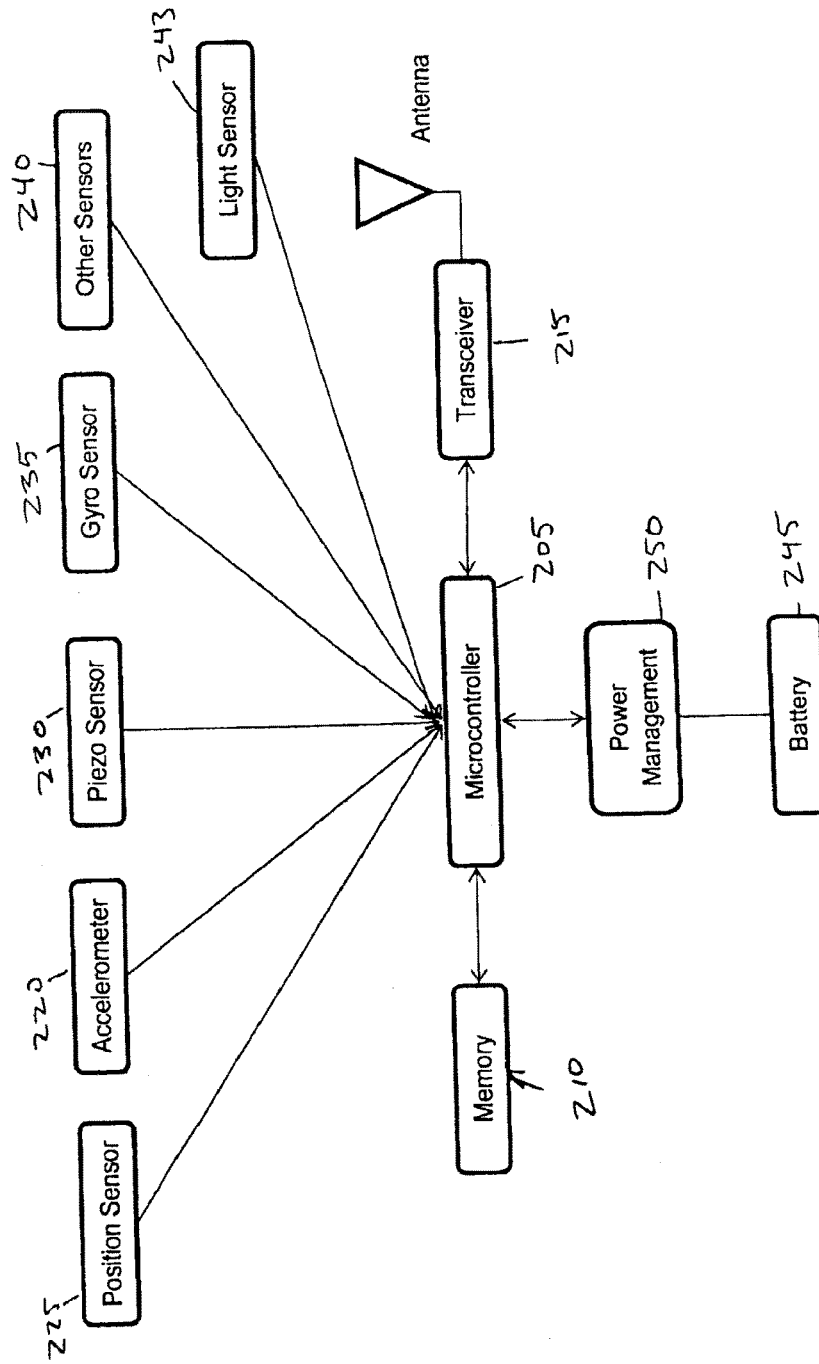 225
Position Sensor
220
Accelerometer
230
Piezo Sensor
235
Gyro Sensor
240
Other Sensors
243
Light Sensor
Memory
210
Microcontroller
205
Transceiver
215
Antenna
Power
Management
250
Battery
245